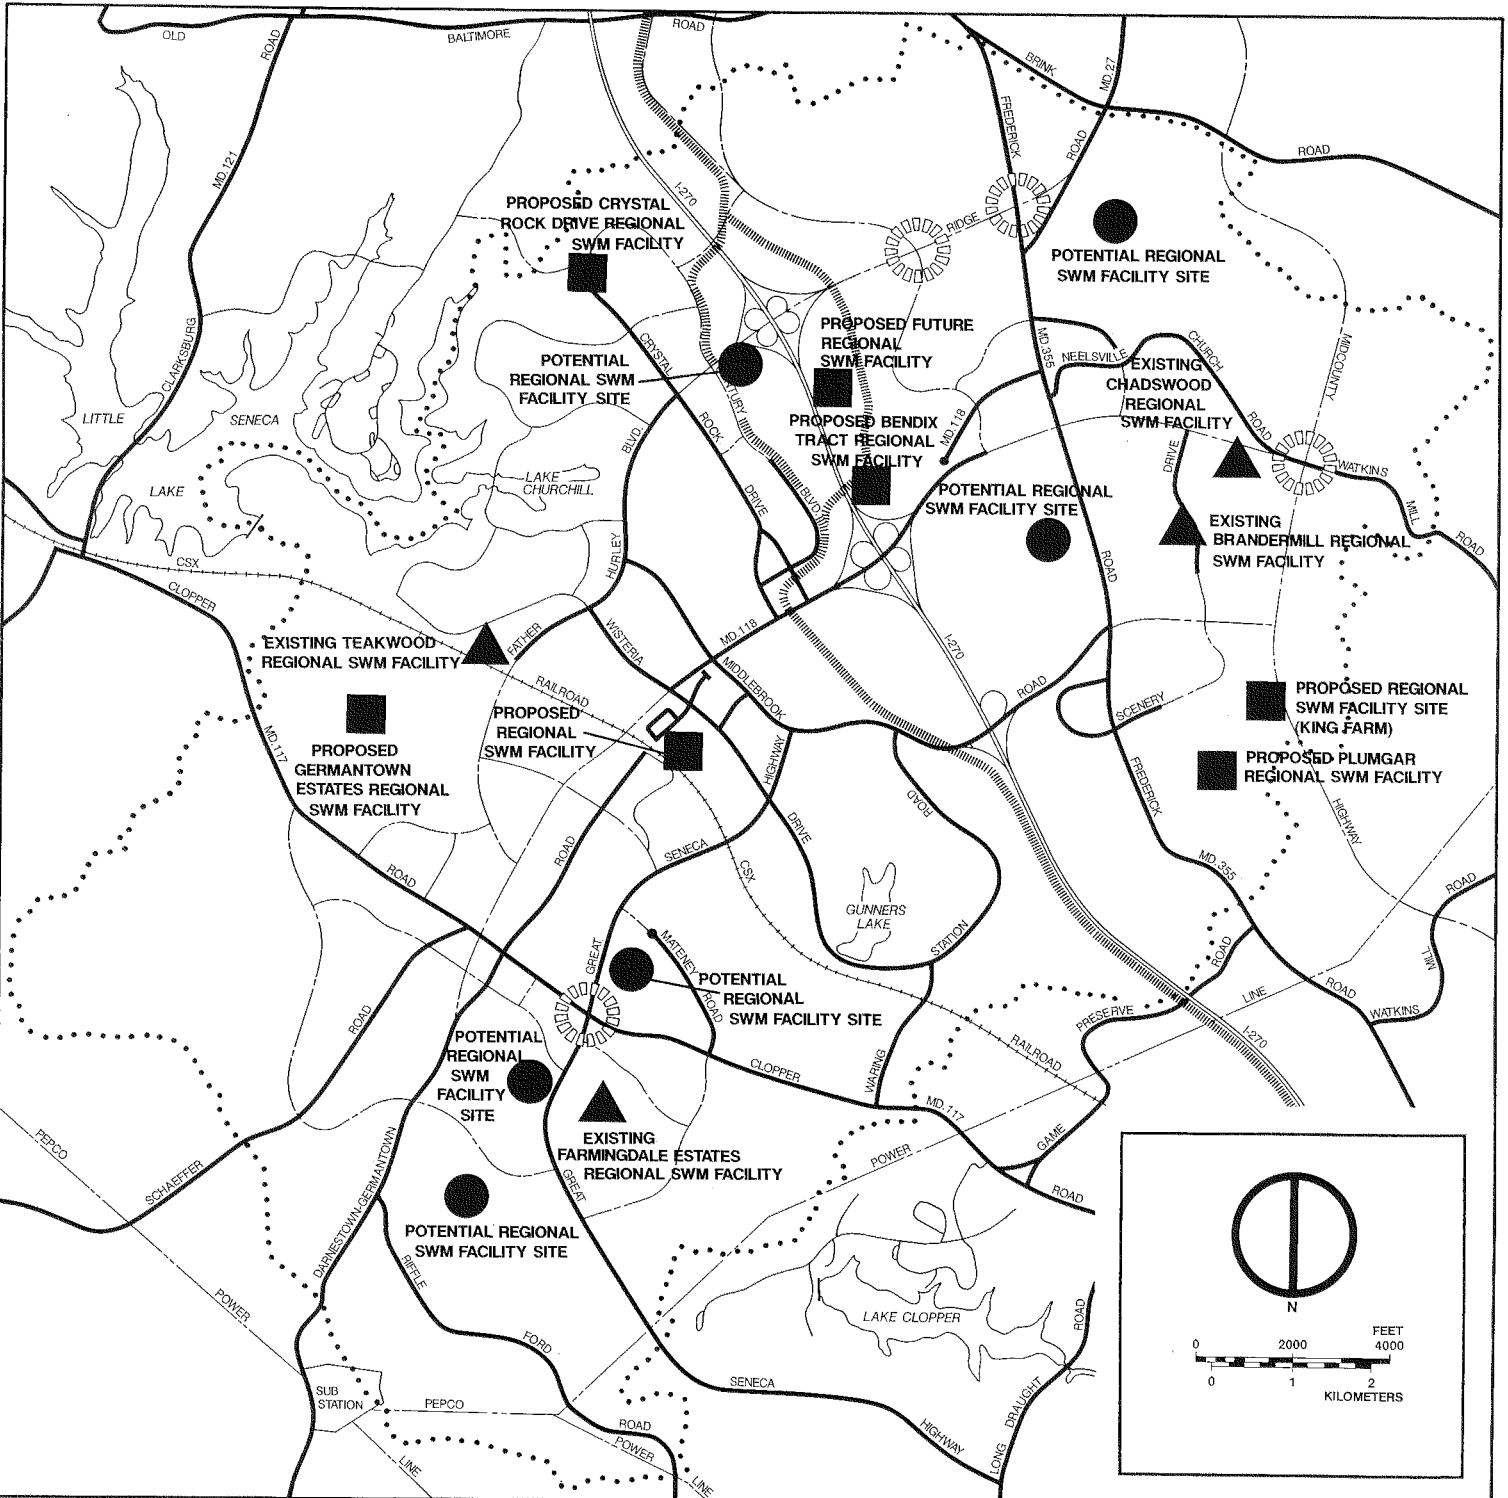 OLD
ROAD
BALTIMORE
ROAD
BRINK
MD.27
ROAD
FREDERICK
ROAD
MD.121
I-270
PROPOSED CRYSTAL
ROCK DRIVE REGIONAL
SWM FACILITY
RIDGE
POTENTIAL REGIONAL
SWM FACILITY SITE
CLARKSBURG
CRYSTAL
PROPOSED FUTURE
REGIONAL
SWM FACILITY
MD.355
NEELSVILLE
CHURCH
MIDCOUNTY
POTENTIAL
REGIONAL SWM
FACILITY SITE
EXISTING
CHADSWOOD
REGIONAL
SWM FACILITY
LITTLE
SENECA
LAKE
BLVD.
ROCK
PROPOSED BENDIX
TRACT REGIONAL
SWM FACILITY
MD.118
DRIVE
ROAD
WATKINS
MILL
ROAD
LAKE
CHURCHILL
DRIVE
BLVD.
POTENTIAL REGIONAL
SWM FACILITY SITE
EXISTING
BRANDERMILL REGIONAL
SWM FACILITY
CSX
CLOPPER
HURLEY
ROAD
EXISTING TEAKWOOD
REGIONAL SWM FACILITY
FATHER
WISTERIA
MD.118
MIDDLEBROOK
I-270
ROAD
RAILROAD
SCENERY
PROPOSED REGIONAL
SWM FACILITY SITE
(KING FARM)
PROPOSED
REGIONAL
SWM FACILITY
MD.117
PROPOSED
GERMANTOWN
ESTATES REGIONAL
SWM FACILITY
HIGHWAY
ROAD
FREDERICK
PROPOSED PLUMGAR
REGIONAL SWM FACILITY
HIGHWAY
ROAD
SENECA
DRIVE
CSX
ROAD
MD.355
ROAD
GUNNERS
LAKE
STATION
MATENEY
ROAD
GREAT
POTENTIAL
REGIONAL
SWM FACILITY SITE
ROAD
MILL
ROAD
LINE
ROAD
WATKINS
PRESERVE
I-270
POTENTIAL
REGIONAL
SWM
FACILITY
SITE
CLOPPER
WARING
RAILROAD
MD.117
PEPCO
SCHAEFFER
EXISTING
FARMINGDALE ESTATES
REGIONAL SWM FACILITY
POWER
GAME
ROAD
DARNESTOWN-GERMANTOWN
GREAT
POTENTIAL REGIONAL
SWM FACILITY SITE
RIFFLE
POWER
FORD
LAKE CLOPPER
ROAD
SUB
STATION
PEPCO
ROAD
POWER
LINE
LINE
SENECA
HIGHWAY
DRAUGHT
LONG
N
FEET
0 2000 4000
0 1 2
KILOMETERS